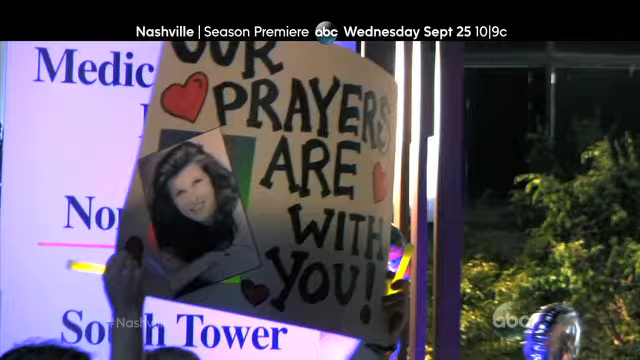 Nashville | Season Premiere abc Wednesday Sept 25 10|9c
OUR
PRAYERS
ARE
WITH
YOU!
Medic
No
South Tower
#Nashville
abc